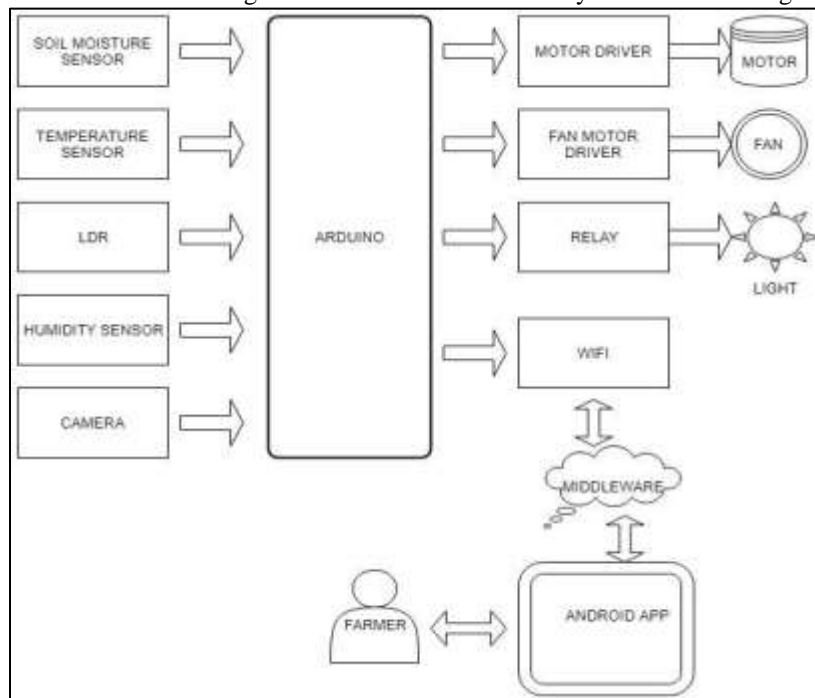 SOIL MOISTURE
SENSOR
MOTOR DRIVER
MOTOR
TEMPERATURE
SENSOR
FAN MOTOR
DRIVER
FAN
LDR
ARDUINO
RELAY
LIGHT
HUMIDITY SENSOR
WIFI
CAMERA
MIDDLEWARE
ANDROID APP
FARMER